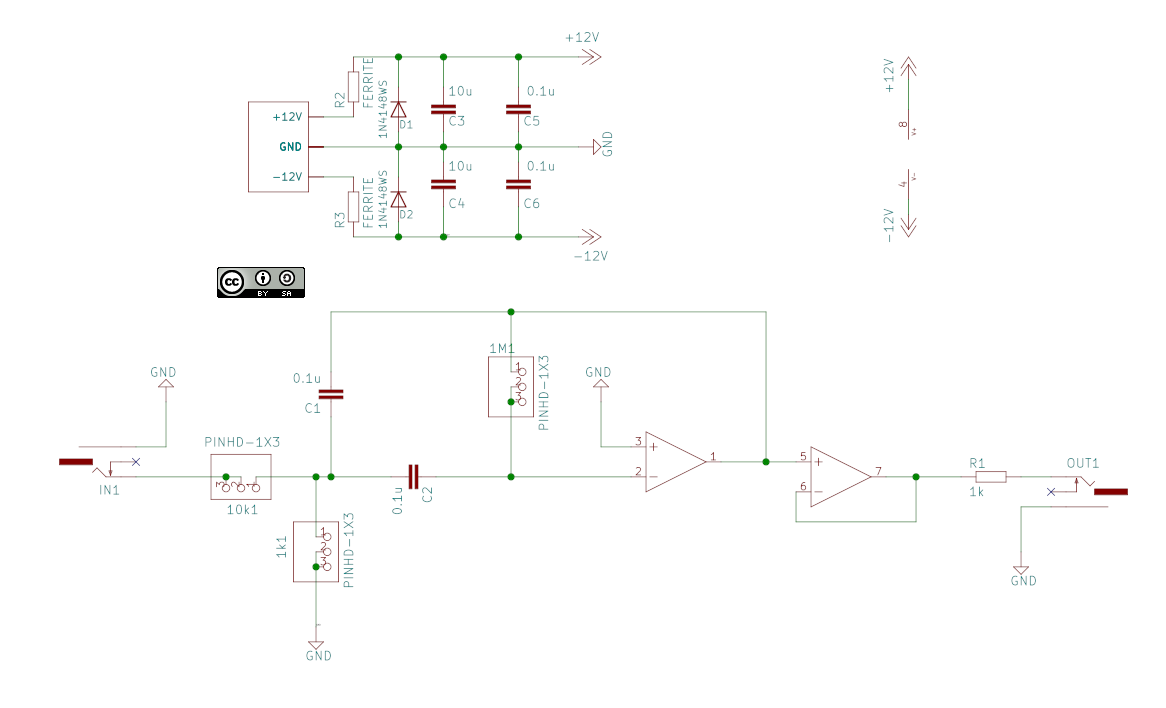 +12V
+12V
R2
FERRITE
1N4148WS
D1
10u
C3
0.1u
C5
+12V
GND
-12V
GND
8
V+
4
V-
-12V
R3
FERRITE
1N4148WS
D2
10u
C4
0.1u
C6
-12V
cc
BY SA
GND
IN1
PINHD-1X3
3 2 1
10k1
0.1u
C1
1M1
1
2
3
PINHD-1X3
0.1u
C2
1k1
1
2
3
PINHD-1X3
GND
GND
3
+
2
-
1
5
+
6
-
7
R1
1k
OUT1
GND